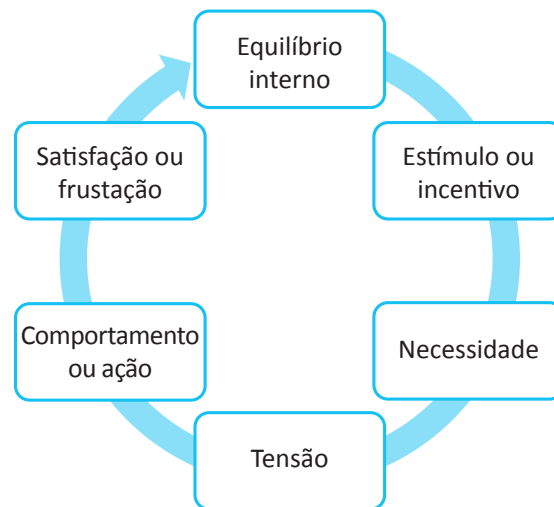 Equilíbrio
interno
Estímulo ou
incentivo
Necessidade
Tensão
Comportamento
ou ação
Satisfação ou
frustação